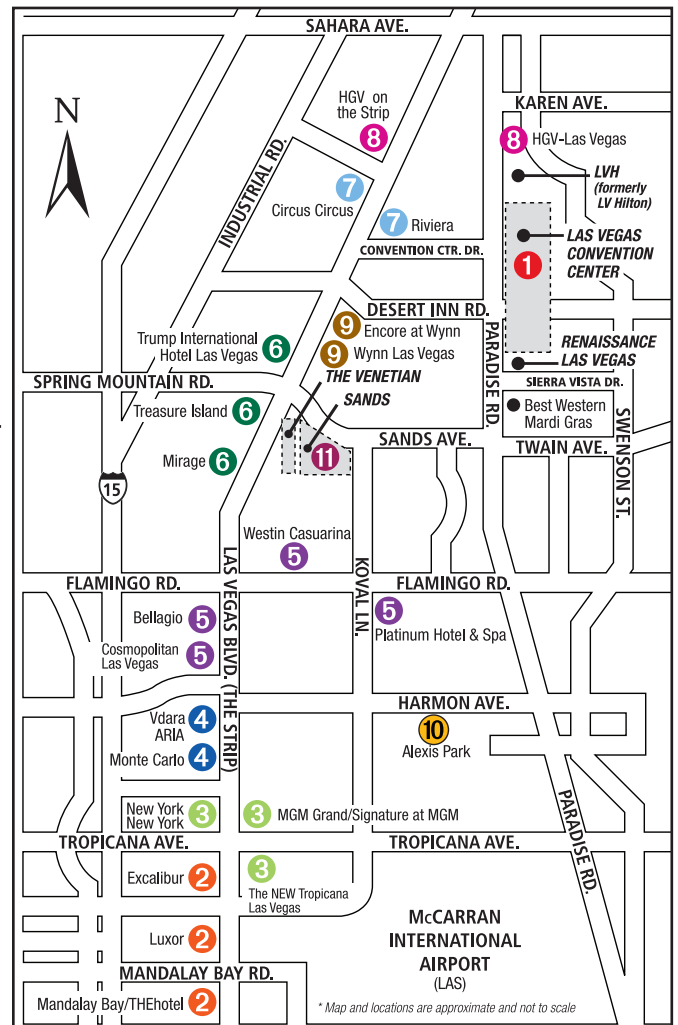 SAHARA AVE.
N
HGV on
the Strip
8
KAREN AVE.
8 HGV-Las Vegas
INDUSTRIAL RD.
7
Circus Circus
LVH
(formerly
LV Hilton)
7 Riviera
CONVENTION CTR. DR.
LAS VEGAS
CONVENTION
CENTER
1
DESERT INN RD.
9 Encore at Wynn
Trump International
Hotel Las Vegas 6
9 Wynn Las Vegas
PARADISE RD.
RENAISSANCE
LAS VEGAS
SPRING MOUNTAIN RD.
THE VENETIAN
SANDS
SIERRA VISTA DR.
Treasure Island 6
Best Western
Mardi Gras
SANDS AVE.
TWAIN AVE.
SWENSON ST.
Mirage 6
11
15
Westin Casuarina
5
FLAMINGO RD.
LAS VEGAS BLVD. (THE STRIP)
KOVAL LN.
FLAMINGO RD.
Bellagio 5
5
Platinum Hotel & Spa
Cosmopolitan
Las Vegas 5
HARMON AVE.
Vdara
ARIA 4
10
Alexis Park
Monte Carlo 4
New York
New York 3
3 MGM Grand/Signature at MGM
PARADISE RD.
TROPICANA AVE.
TROPICANA AVE.
Excalibur 2
3
The NEW Tropicana
Las Vegas
Luxor 2
McCARRAN
INTERNATIONAL
AIRPORT
(LAS)
MANDALAY BAY RD.
Mandalay Bay/THEhotel 2
* Map and locations are approximate and not to scale